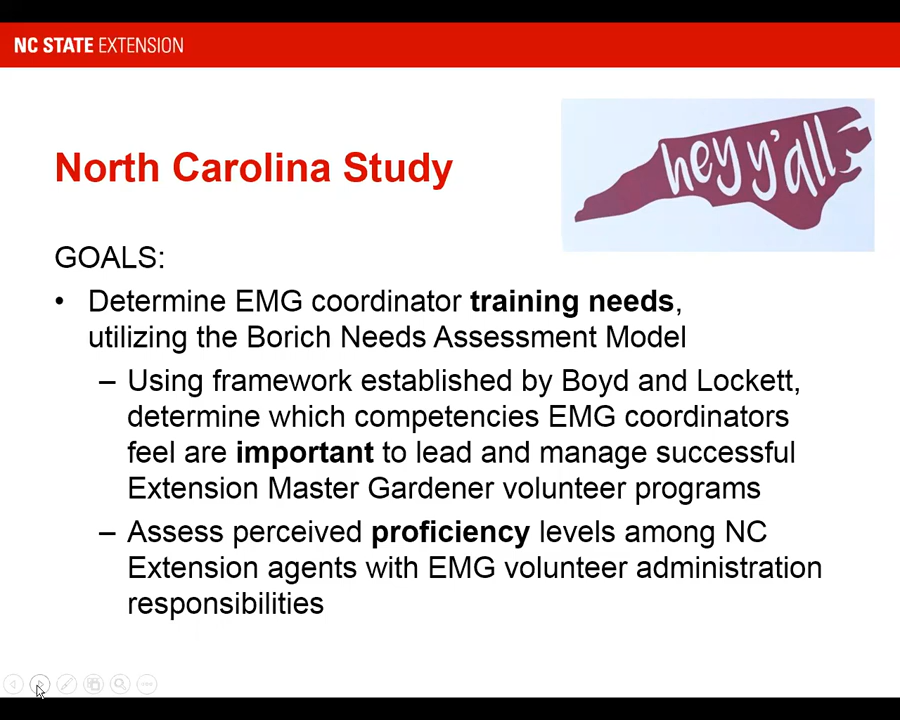 NC STATE EXTENSION
hey y'all
North Carolina Study
GOALS:
• Determine EMG coordinator training needs,
utilizing the Borich Needs Assessment Model
– Using framework established by Boyd and Lockett,
determine which competencies EMG coordinators
feel are important to lead and manage successful
Extension Master Gardener volunteer programs
– Assess perceived proficiency levels among NC
Extension agents with EMG volunteer administration
responsibilities